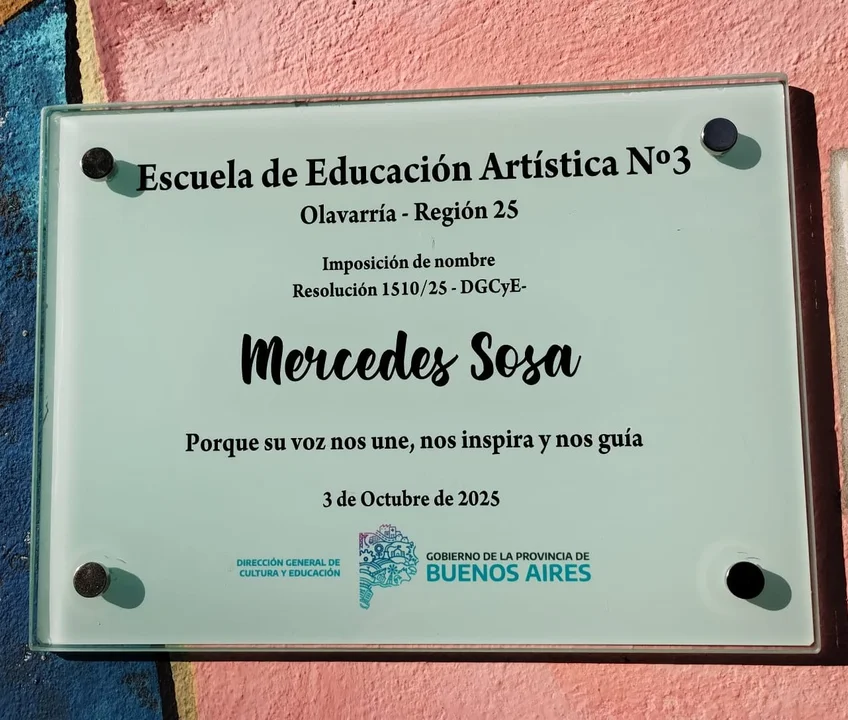 Escuela de Educación Artística Nº3
Olavarría - Región 25
Imposición de nombre
Resolución 1510/25 - DGCyE-
Mercedes Sosa
Porque su voz nos une, nos inspira y nos guía
3 de Octubre de 2025
DIRECCIÓN GENERAL DE
CULTURA Y EDUCACIÓN
GOBIERNO DE LA PROVINCIA DE
BUENOS AIRES